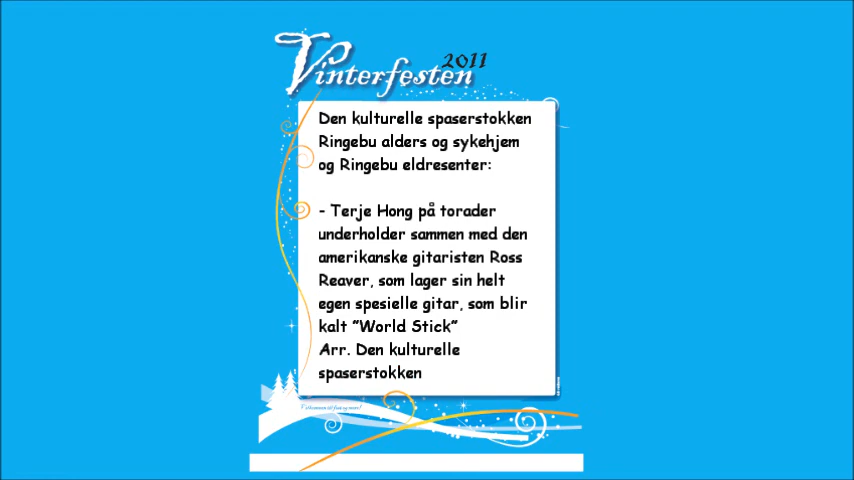 Vinterfesten 2011
Den kulturelle spaserstokken
Ringebu alders og sykehjem
og Ringebu eldresenter:
- Terje Hong på torader
underholder sammen med den
amerikanske gitaristen Ross
Reaver, som lager sin helt
egen spesielle gitar, som blir
kalt "World Stick"
Arr. Den kulturelle
spaserstokken